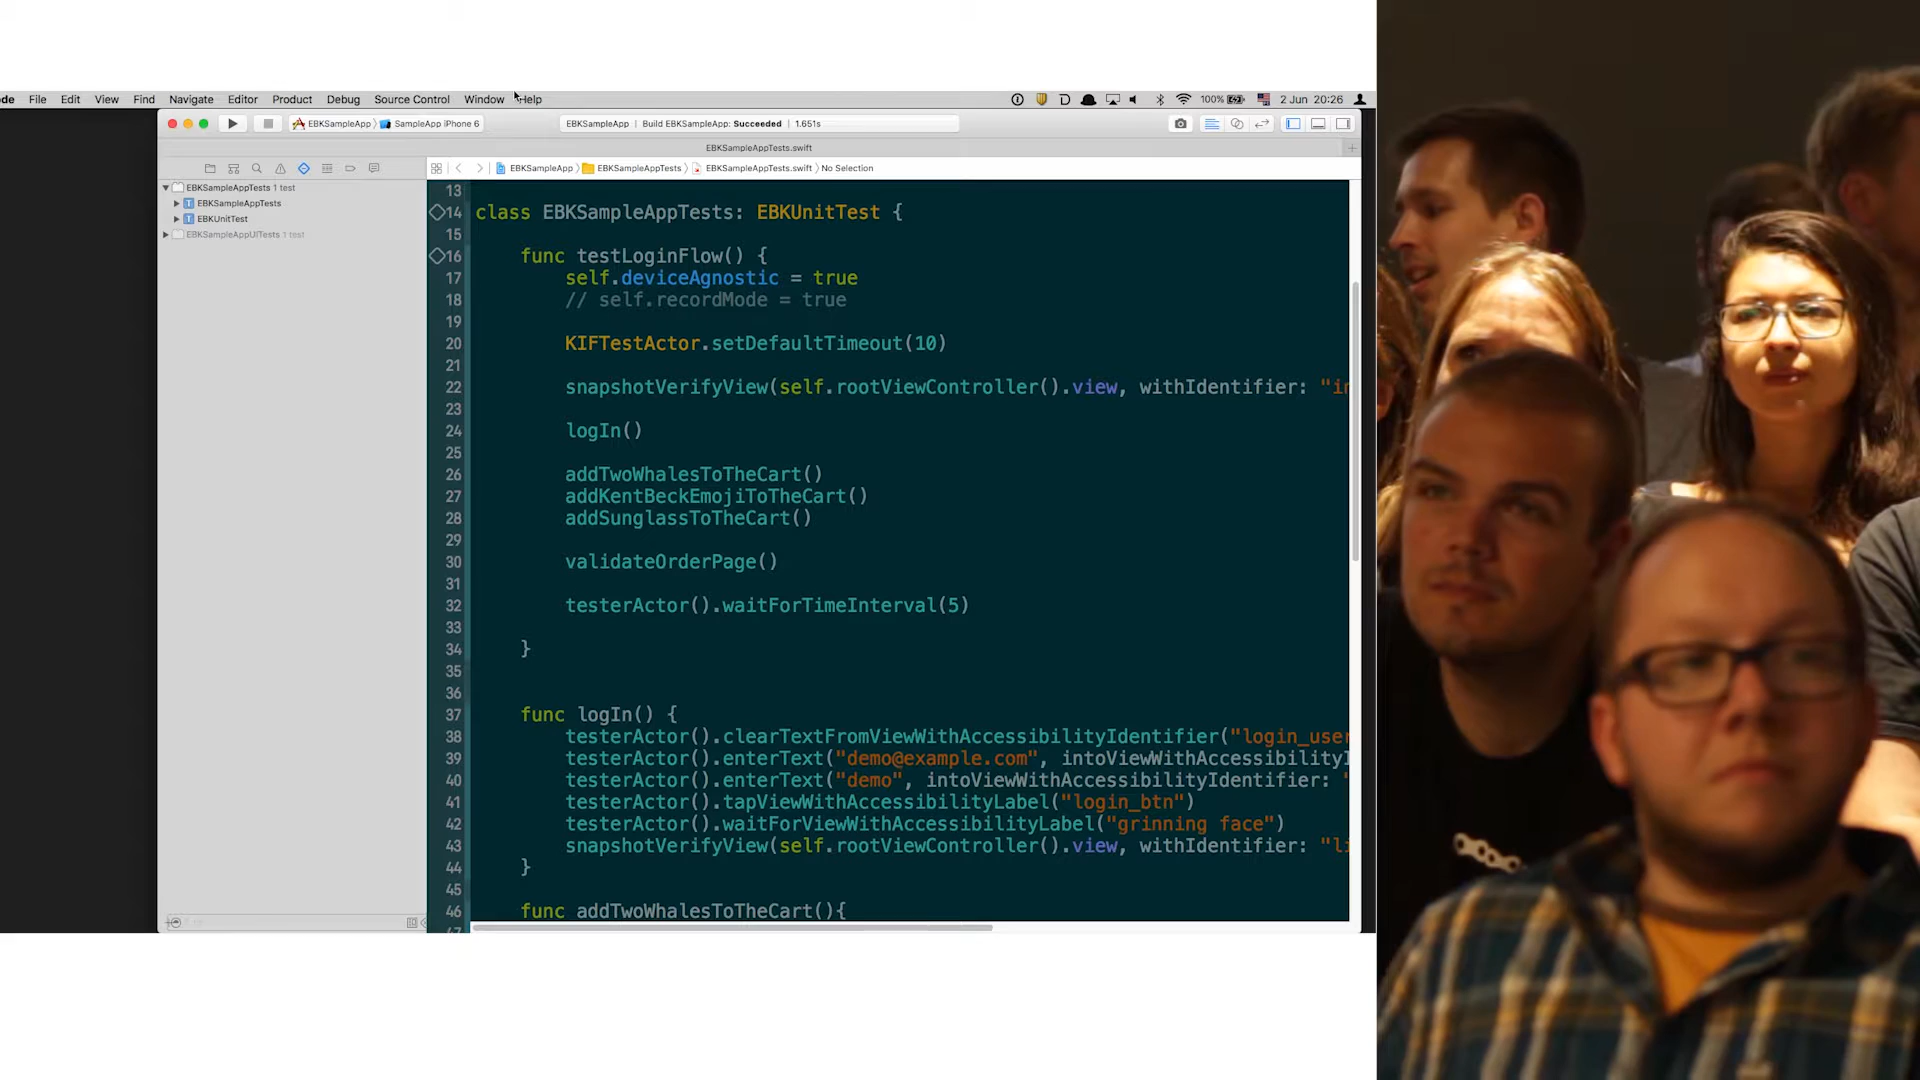 ode File Edit View Find Navigate Editor Product Debug Source Control Window Help 100% 2 Jun 20:26
EBKSampleApp SampleApp iPhone 6 EBKSampleApp | Build EBKSampleApp: Succeeded | 1.651s
EBKSampleAppTests.swift
EBKSampleApp EBKSampleAppTests EBKSampleAppTests.swift No Selection
EBKSampleAppTests 1 test
EBKSampleAppTests
EBKUnitTest
EBKSampleAppUITests 1 test
13
14 class EBKSampleAppTests: EBKUnitTest {
15
16 func testLoginFlow() {
17 self.deviceAgnostic = true
18 // self.recordMode = true
19
20 KIFTestActor.setDefaultTimeout(10)
21
22 snapshotVerifyView(self.rootViewController().view, withIdentifier: "in
23
24 logIn()
25
26 addTwoWhalesToTheCart()
27 addKentBeckEmojiToTheCart()
28 addSunglassToTheCart()
29
30 validateOrderPage()
31
32 testerActor().waitForTimeInterval(5)
33
34 }
35
36
37 func logIn() {
38 testerActor().clearTextFromViewWithAccessibilityIdentifier("login_user
39 testerActor().enterText("demo@example.com", intoViewWithAccessibilityI
40 testerActor().enterText("demo", intoViewWithAccessibilityIdentifier: "
41 testerActor().tapViewWithAccessibilityLabel("login_btn")
42 testerActor().waitForViewWithAccessibilityLabel("grinning face")
43 snapshotVerifyView(self.rootViewController().view, withIdentifier: "li
44 }
45
46 func addTwoWhalesToTheCart(){
47